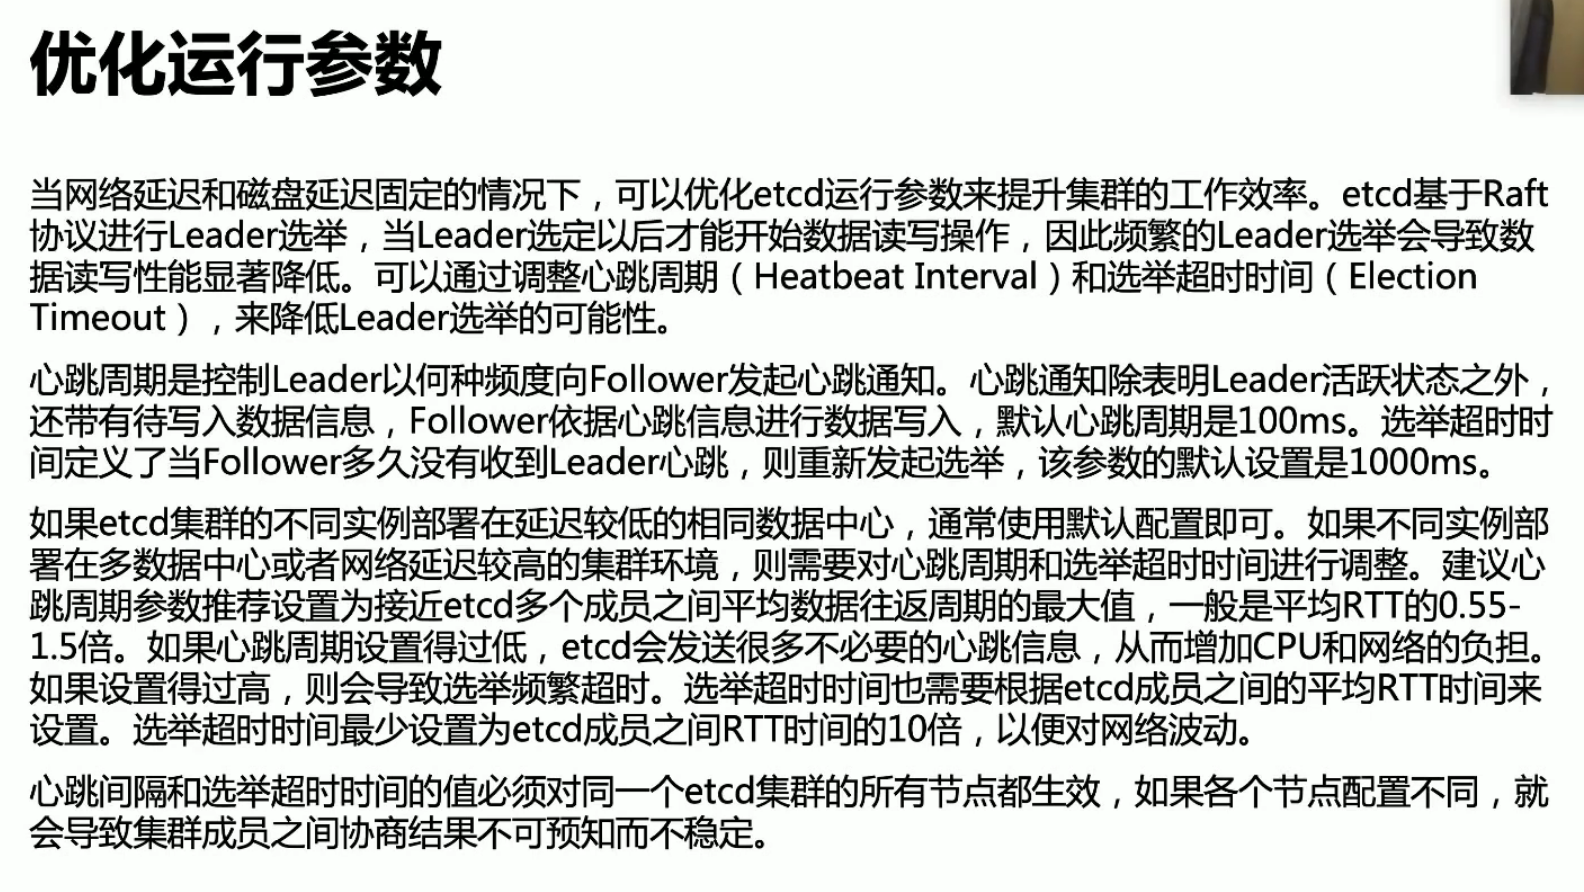 优化运行参数
当网络延迟和磁盘延迟固定的情况下，可以优化etcd运行参数来提升集群的工作效率。etcd基于Raft
协议进行Leader选举，当Leader选定以后才能开始数据读写操作，因此频繁的Leader选举会导致数
据读写性能显著降低。可以通过调整心跳周期（Heatbeat Interval）和选举超时时间（Election
Timeout），来降低Leader选举的可能性。
心跳周期是控制Leader以何种频度向Follower发起心跳通知。心跳通知除表明Leader活跃状态之外，
还带有待写入数据信息，Follower依据心跳信息进行数据写入，默认心跳周期是100ms。选举超时时
间定义了当Follower多久没有收到Leader心跳，则重新发起选举，该参数的默认设置是1000ms。
如果etcd集群的不同实例部署在延迟较低的相同数据中心，通常使用默认配置即可。如果不同实例部
署在多数据中心或者网络延迟较高的集群环境，则需要对心跳周期和选举超时时间进行调整。建议心
跳周期参数推荐设置为接近etcd多个成员之间平均数据往返周期的最大值，一般是平均RTT的0.55-
1.5倍。如果心跳周期设置得过低，etcd会发送很多不必要的心跳信息，从而增加CPU和网络的负担。
如果设置得过高，则会导致选举频繁超时。选举超时时间也需要根据etcd成员之间的平均RTT时间来
设置。选举超时时间最少设置为etcd成员之间RTT时间的10倍，以便对网络波动。
心跳间隔和选举超时时间的值必须对同一个etcd集群的所有节点都生效，如果各个节点配置不同，就
会导致集群成员之间协商结果不可预知而不稳定。